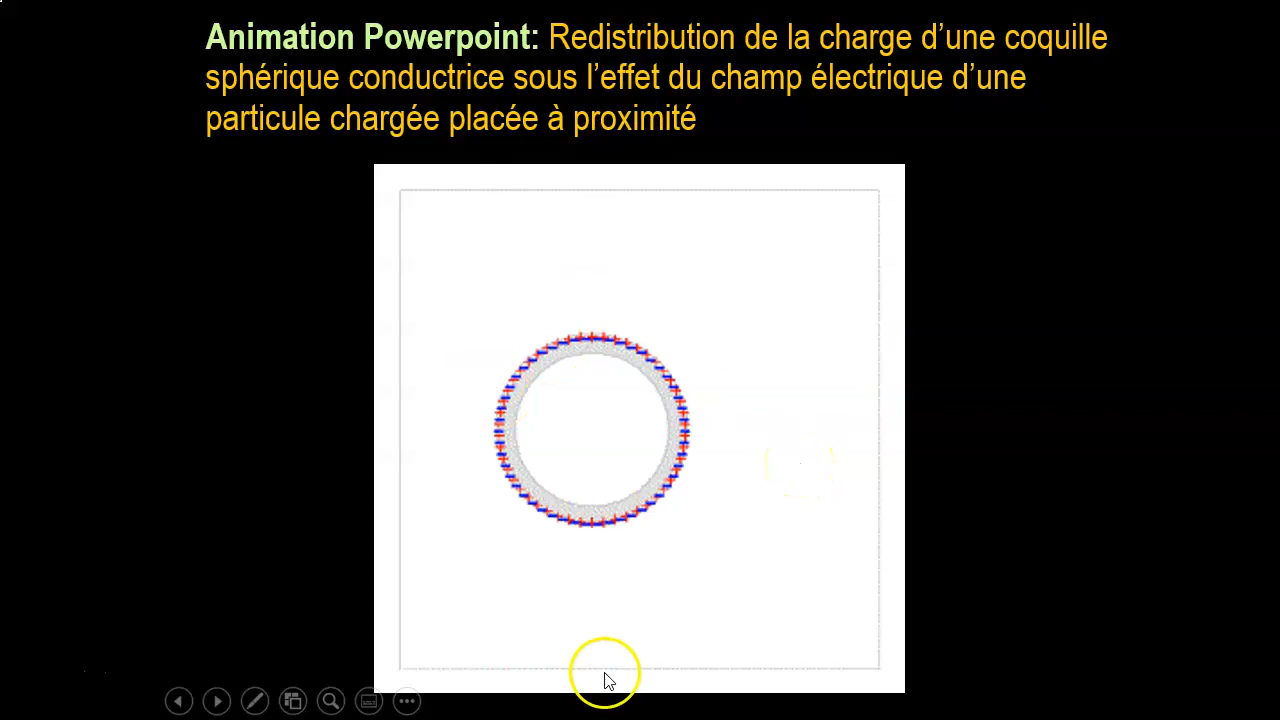 Animation Powerpoint: Redistribution de la charge d’une coquille
sphérique conductrice sous l’effet du champ électrique d’une
particule chargée placée à proximité